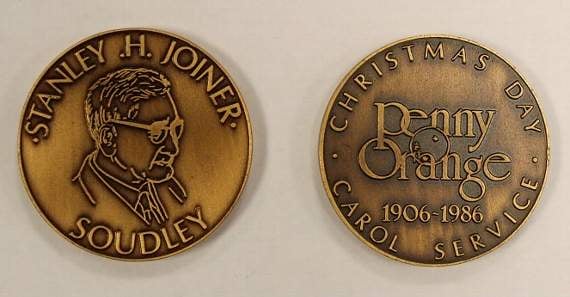 ·STANLEY .H. JOINER·
SOUDLEY
· CHRISTMAS DAY ·
Penny
Orange
1906-1986
CAROL SERVICE